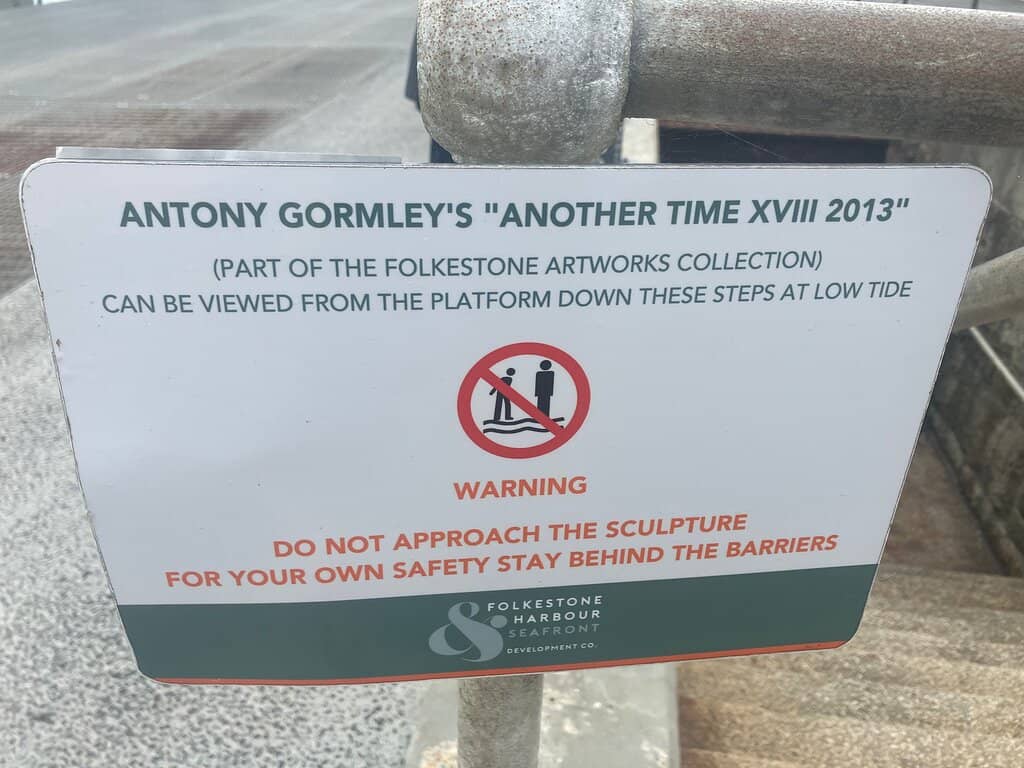 ANTONY GORMLEY'S "ANOTHER TIME XVIII 2013"
(PART OF THE FOLKESTONE ARTWORKS COLLECTION)
CAN BE VIEWED FROM THE PLATFORM DOWN THESE STEPS AT LOW TIDE
WARNING
DO NOT APPROACH THE SCULPTURE
FOR YOUR OWN SAFETY STAY BEHIND THE BARRIERS
FOLKESTONE
& HARBOUR
SEAFRONT
DEVELOPMENT CO.